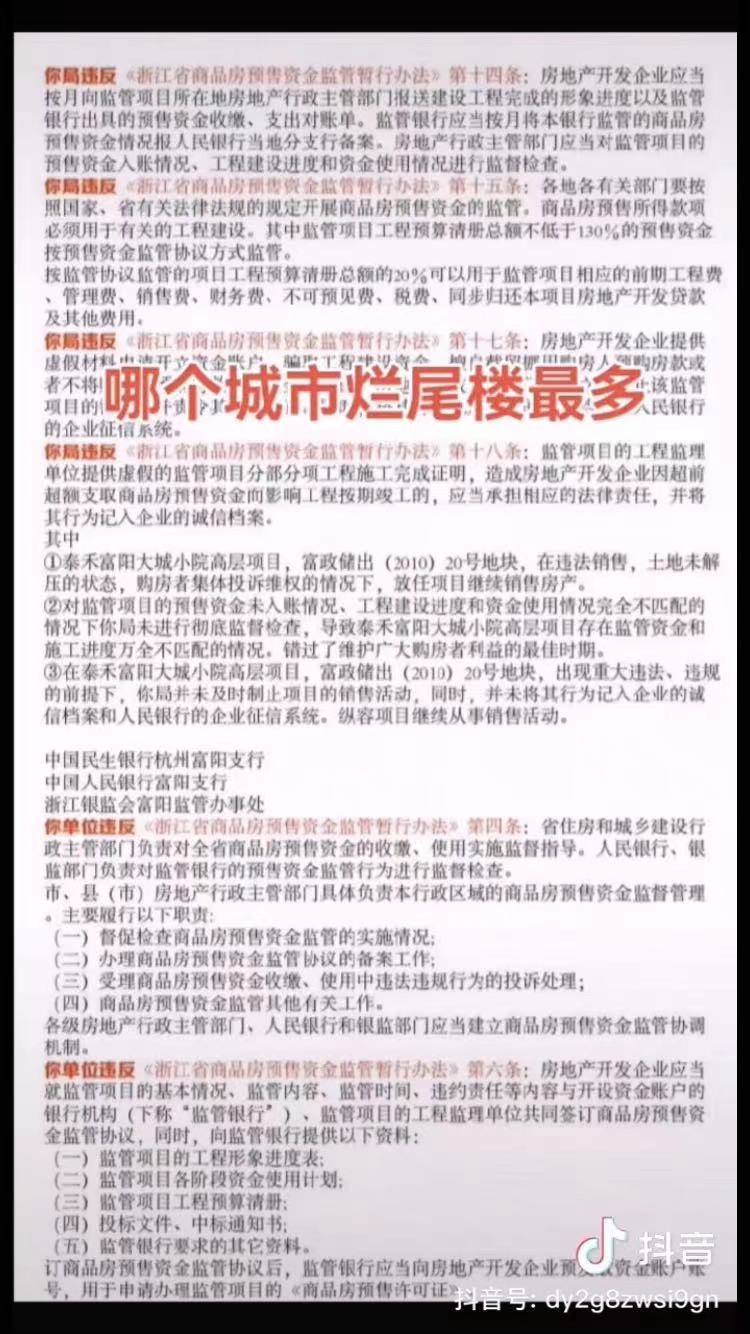 你局违反《浙江省商品房预售资金监管暂行办法》第十四条：房地产开发企业应当
按月向监管项目所在地房地产行政主管部门报送建设工程完成的形象进度以及监管
银行出具的预售资金收缴、支出对账单。监管银行应当按月将本银行监管的商品房
预售资金情况报人民银行当地分支行备案。房地产行政主管部门应当对监管项目的
预售资金入账情况、工程建设进度和资金使用情况进行监督检查。
你局违反《浙江省商品房预售资金监管暂行办法》第十五条：各地各有关部门要按
照国家、省有关法律法规的规定开展商品房预售资金的监管。商品房预售所得款项
必须用于有关的工程建设。其中监管项目工程预算清册总额不低于130%的预售资金
按预售资金监管协议方式监管。
按监管协议监管的项目工程预算清册总额的20%可以用于监管项目相应的前期工程费
、管理费、销售费、财务费、不可预见费、税费、同步归还本项目房地产开发贷款
及其他费用。
你局违反《浙江省商品房预售资金监管暂行办法》第十七条：房地产开发企业提供
虚假材料申请开立资金账户、骗取工程建设资金、擅自截留挪用购房人预购房款或
者不将
哪个城市烂尾楼最多
该监管
项目的
人民银行
的企业征信系统。
你局违反《浙江省商品房预售资金监管暂行办法》第十八条：监管项目的工程监理
单位提供虚假的监管项目分部分项工程施工完成证明，造成房地产开发企业因超前
超额支取商品房预售资金而影响工程按期竣工的，应当承担相应的法律责任，并将
其行为记入企业的诚信档案。
其中
①泰禾富阳大城小院高层项目，富政储出（2010）20号地块，在违法销售，土地未解
压的状态，购房者集体投诉维权的情况下，放任项目继续销售房产。
②对监管项目的预售资金未入账情况、工程建设进度和资金使用情况完全不匹配的
情况下你局未进行彻底监督检查，导致泰禾富阳大城小院高层项目存在监管资金和
施工进度万全不匹配的情况。错过了维护广大购房者利益的最佳时期。
③在泰禾富阳大城小院高层项目，富政储出（2010）20号地块，出现重大违法、违规
的前提下，你局并未及时制止项目的销售活动，同时，并未将其行为记入企业的诚
信档案和人民银行的企业征信系统。纵容项目继续从事销售活动。
中国民生银行杭州富阳支行
中国人民银行富阳支行
浙江银监会富阳监管办事处
你单位违反《浙江省商品房预售资金监管暂行办法》第四条：省住房和城乡建设行
政主管部门负责对全省商品房预售资金的收缴、使用实施监督指导。人民银行、银
监部门负责对监管银行的预售资金监管行为进行监督检查。
市、县（市）房地产行政主管部门具体负责本行政区域的商品房预售资金监督管理
。主要履行以下职责：
（一）督促检查商品房预售资金监管的实施情况；
（二）办理商品房预售资金监管协议的备案工作；
（三）受理商品房预售资金收缴、使用中违法违规行为的投诉处理；
（四）商品房预售资金监管其他有关工作。
各级房地产行政主管部门、人民银行和银监部门应当建立商品房预售资金监管协调
机制。
你单位违反《浙江省商品房预售资金监管暂行办法》第六条：房地产开发企业应当
就监管项目的基本情况、监管内容、监管时间、违约责任等内容与开设资金账户的
银行机构（下称“监管银行”）、监管项目的工程监理单位共同签订商品房预售资
金监管协议，同时，向监管银行提供以下资料：
（一）监管项目的工程形象进度表；
（二）监管项目各阶段资金使用计划；
（三）监管项目工程预算清册；
（四）投标文件、中标通知书；
（五）监管银行要求的其它资料。
订商品房预售资金监管协议后，监管银行应当向房地产开发企业预发放资金账户账
号，用于申请办理监管项目的《商品房预售许可证》
抖音
抖音号: dy2g8zwsi9gn